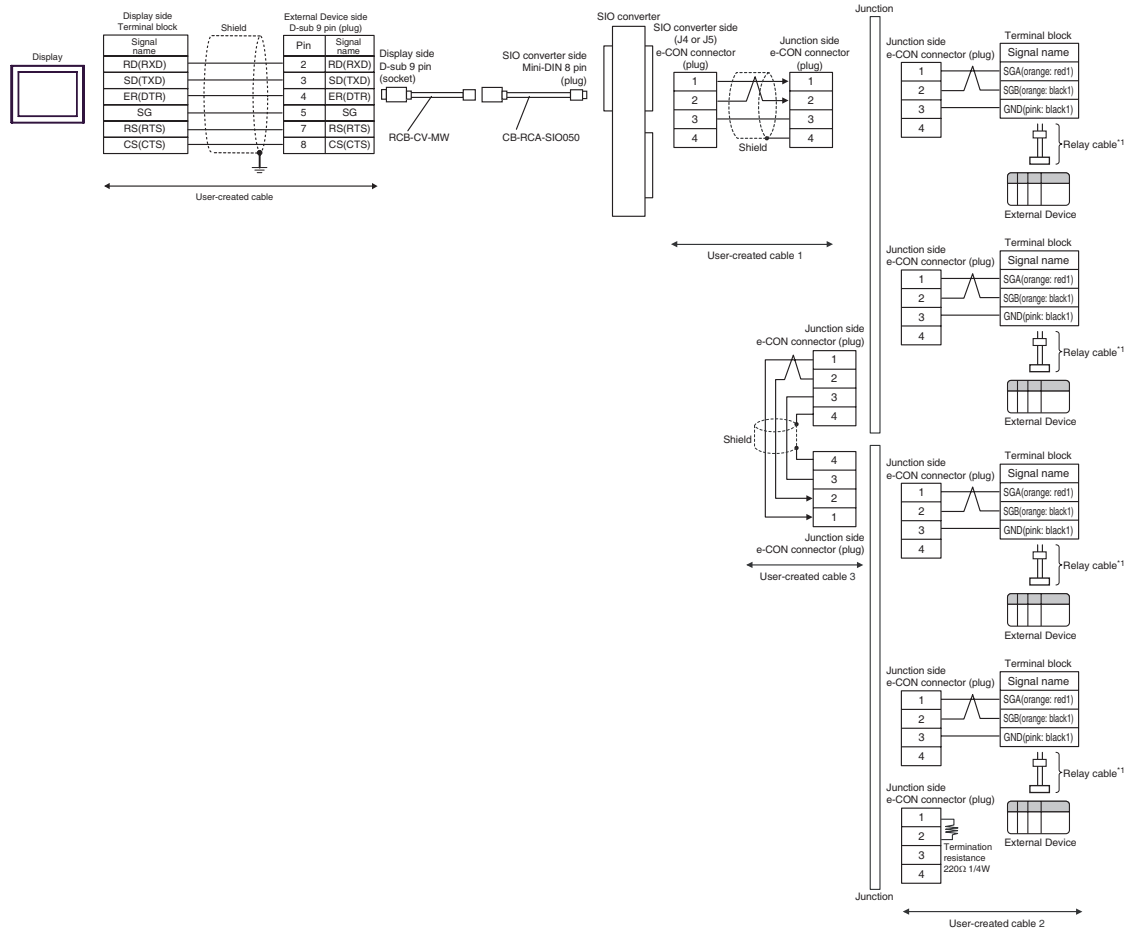 Display
Display side
Terminal block
Signal
name
RD(RXD)
SD(TXD)
ER(DTR)
SG
RS(RTS)
CS(CTS)
Shield
External Device side
D-sub 9 pin (plug)
Pin
Signal
name
2
RD(RXD)
3
SD(TXD)
4
ER(DTR)
5
SG
7
RS(RTS)
8
CS(CTS)
User-created cable
Display side
D-sub 9 pin
(socket)
RCB-CV-MW
SIO converter side
Mini-DIN 8 pin
(plug)
CB-RCA-SIO050
SIO converter
SIO converter side
(J4 or J5)
e-CON connector
(plug)
1
2
3
4
Shield
Junction side
e-CON connector
(plug)
1
2
3
4
User-created cable 1
Junction
Junction side
e-CON connector (plug)
1
2
3
4
Terminal block
Signal name
SGA(orange: red1)
SGB(orange: black1)
GND(pink: black1)
Relay cable*1
External Device
Junction side
e-CON connector (plug)
1
2
3
4
Terminal block
Signal name
SGA(orange: red1)
SGB(orange: black1)
GND(pink: black1)
Relay cable*1
External Device
Junction side
e-CON connector (plug)
1
2
3
4
Shield
4
3
2
1
Junction side
e-CON connector (plug)
User-created cable 3
Junction side
e-CON connector (plug)
1
2
3
4
Terminal block
Signal name
SGA(orange: red1)
SGB(orange: black1)
GND(pink: black1)
Relay cable*1
External Device
Junction side
e-CON connector (plug)
1
2
3
4
Terminal block
Signal name
SGA(orange: red1)
SGB(orange: black1)
GND(pink: black1)
Relay cable*1
External Device
Junction side
e-CON connector (plug)
1
2
3
4
Termination
resistance
220Ω 1/4W
Junction
User-created cable 2